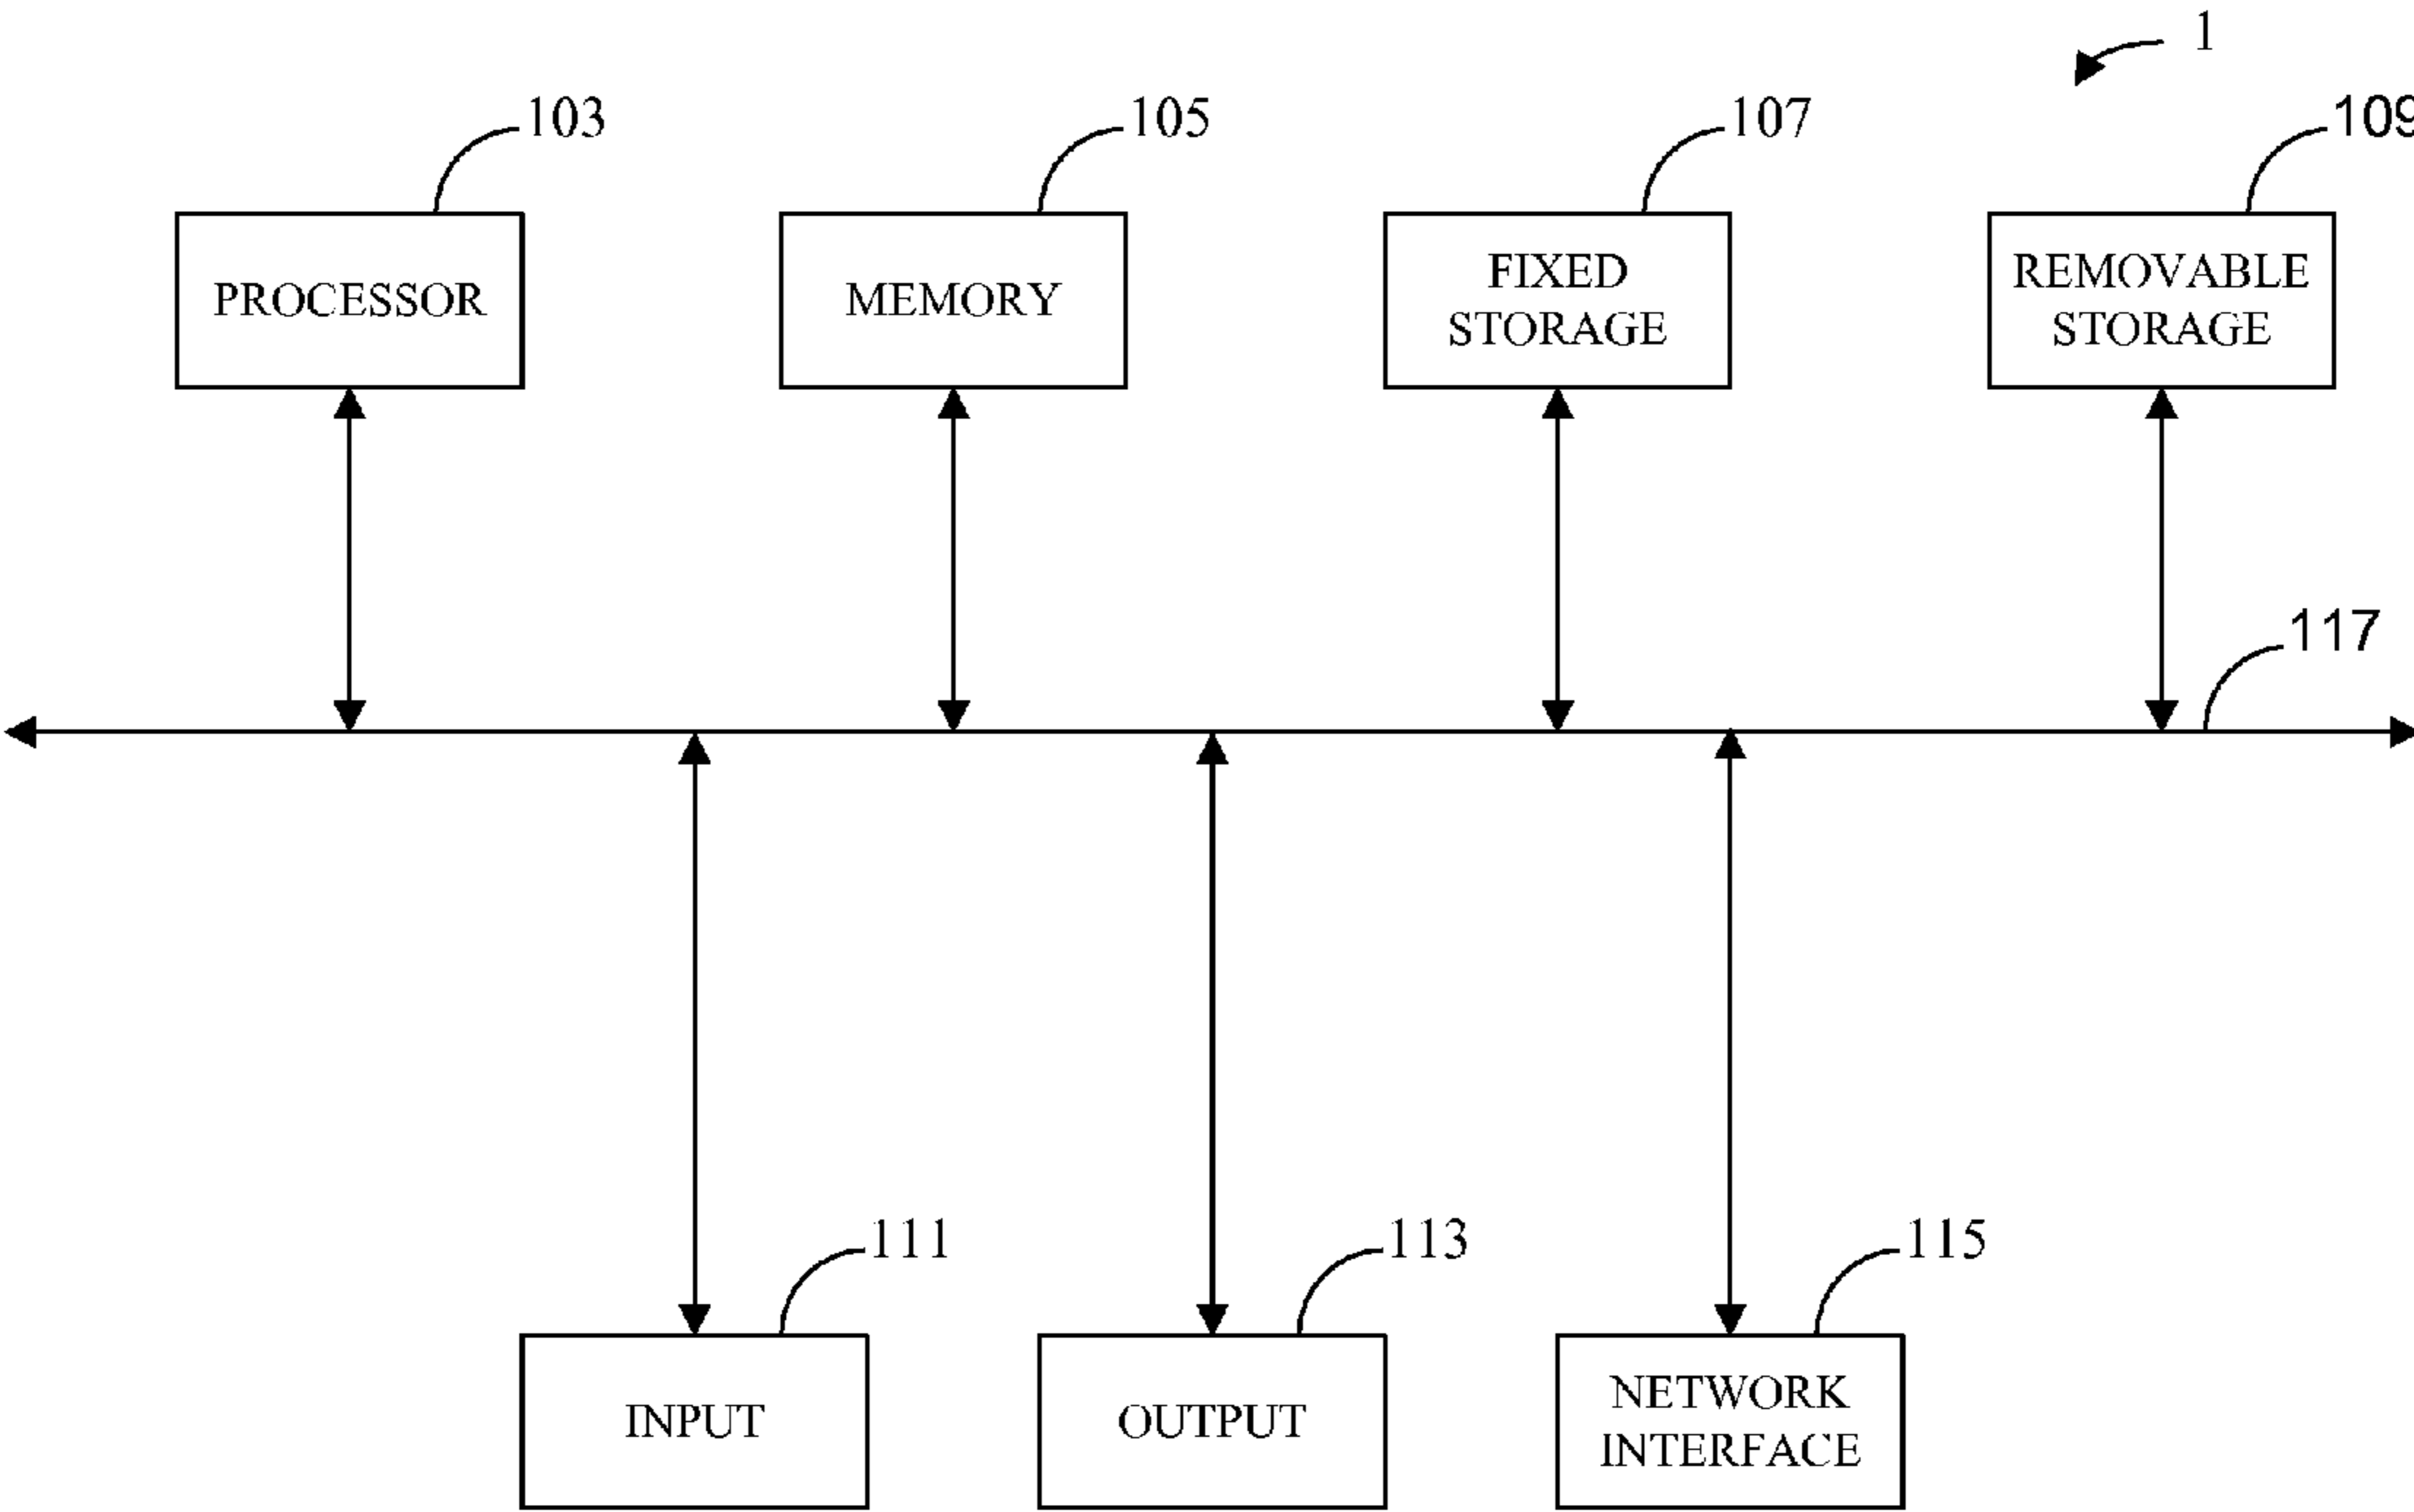 1
103
105
107
109
PROCESSOR
MEMORY
FIXED
STORAGE
REMOVABLE
STORAGE
117
111
113
115
INPUT
OUTPUT
NETWORK
INTERFACE